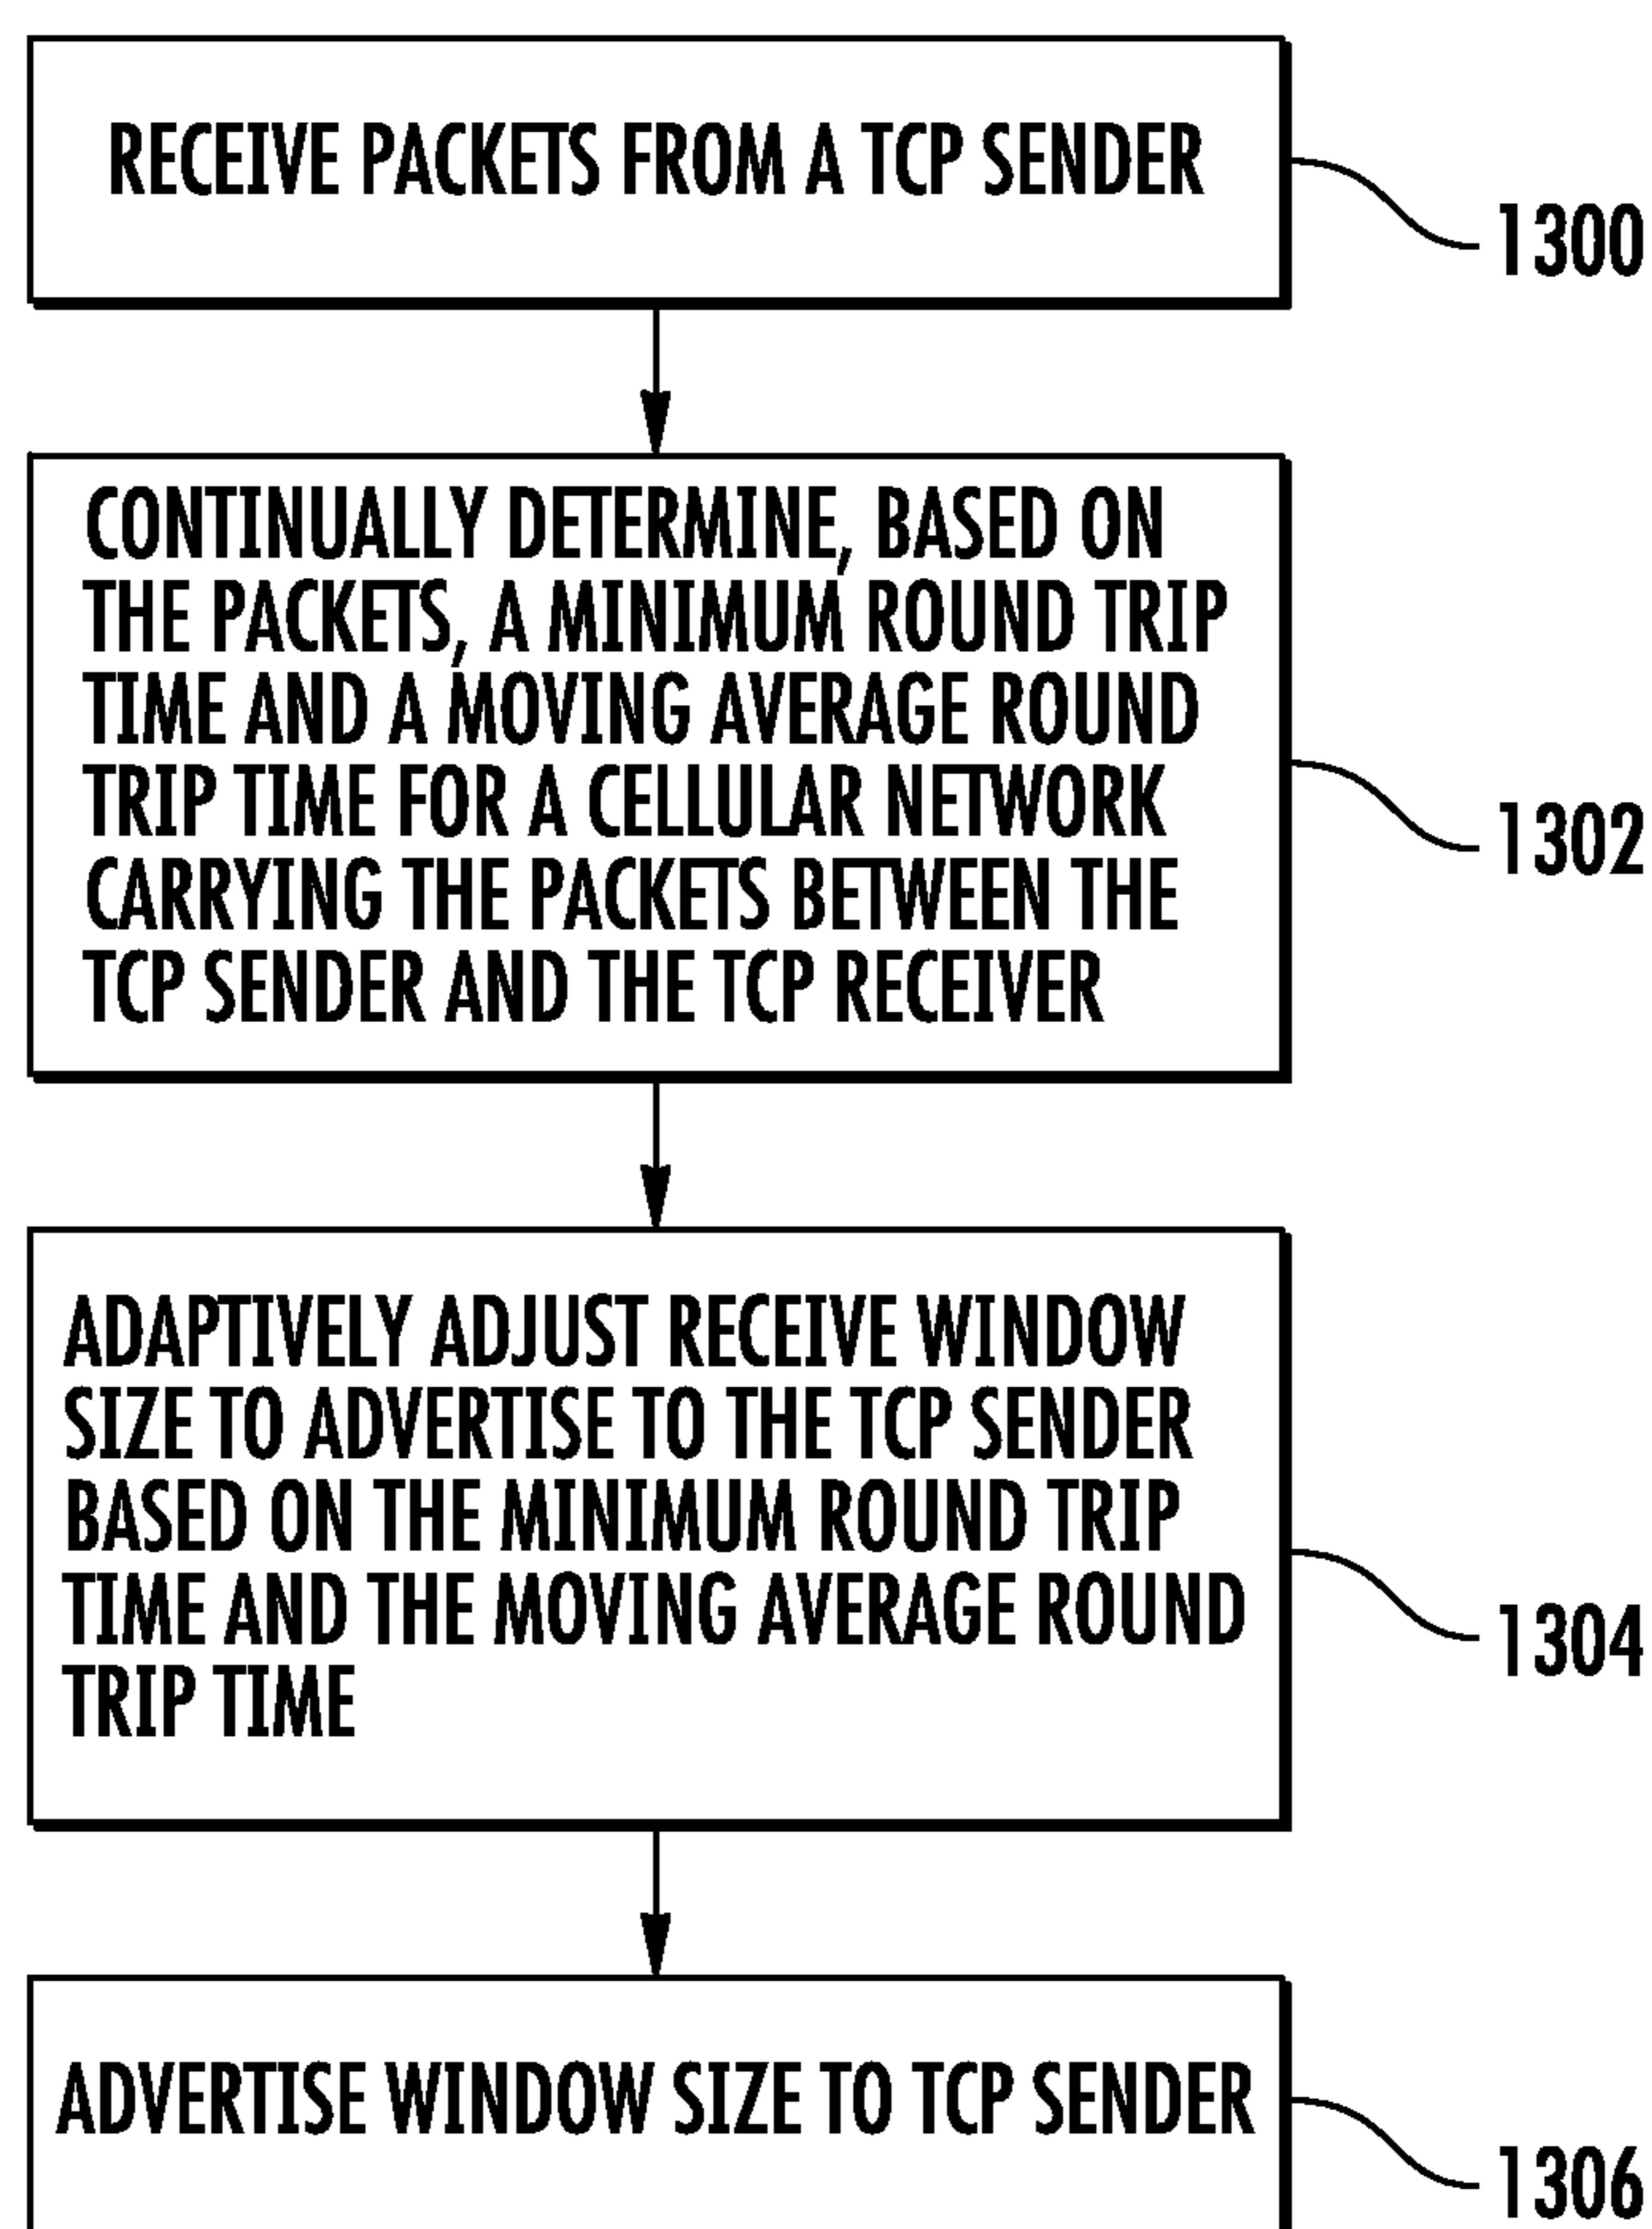 RECEIVE PACKETS FROM A TCP SENDER
1300
CONTINUALLY DETERMINE, BASED ON
THE PACKETS, A MINIMUM ROUND TRIP
TIME AND A MOVING AVERAGE ROUND
TRIP TIME FOR A CELLULAR NETWORK
CARRYING THE PACKETS BETWEEN THE
TCP SENDER AND THE TCP RECEIVER
1302
ADAPTIVELY ADJUST RECEIVE WINDOW
SIZE TO ADVERTISE TO THE TCP SENDER
BASED ON THE MINIMUM ROUND TRIP
TIME AND THE MOVING AVERAGE ROUND
TRIP TIME
1304
ADVERTISE WINDOW SIZE TO TCP SENDER
1306